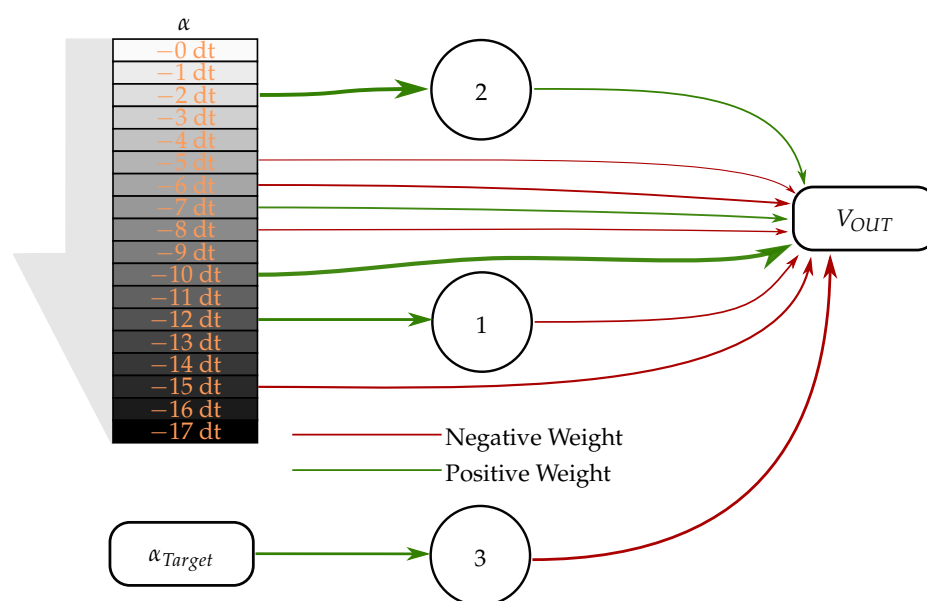 α
−0 dt
−1 dt
−2 dt
−3 dt
−4 dt
−5 dt
−6 dt
−7 dt
−8 dt
−9 dt
−10 dt
−11 dt
−12 dt
−13 dt
−14 dt
−15 dt
−16 dt
−17 dt
2
V_OUT
1
Negative Weight
Positive Weight
α_Target
3